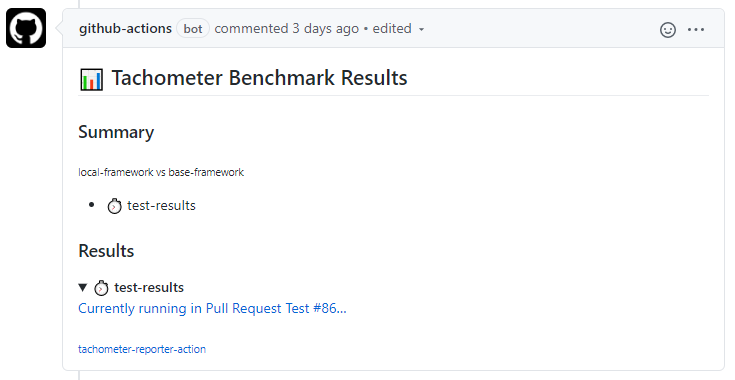 github-actions bot commented 3 days ago • edited
Tachometer Benchmark Results
Summary
local-framework vs base-framework
• test-results
Results
test-results
Currently running in Pull Request Test #86...
tachometer-reporter-action